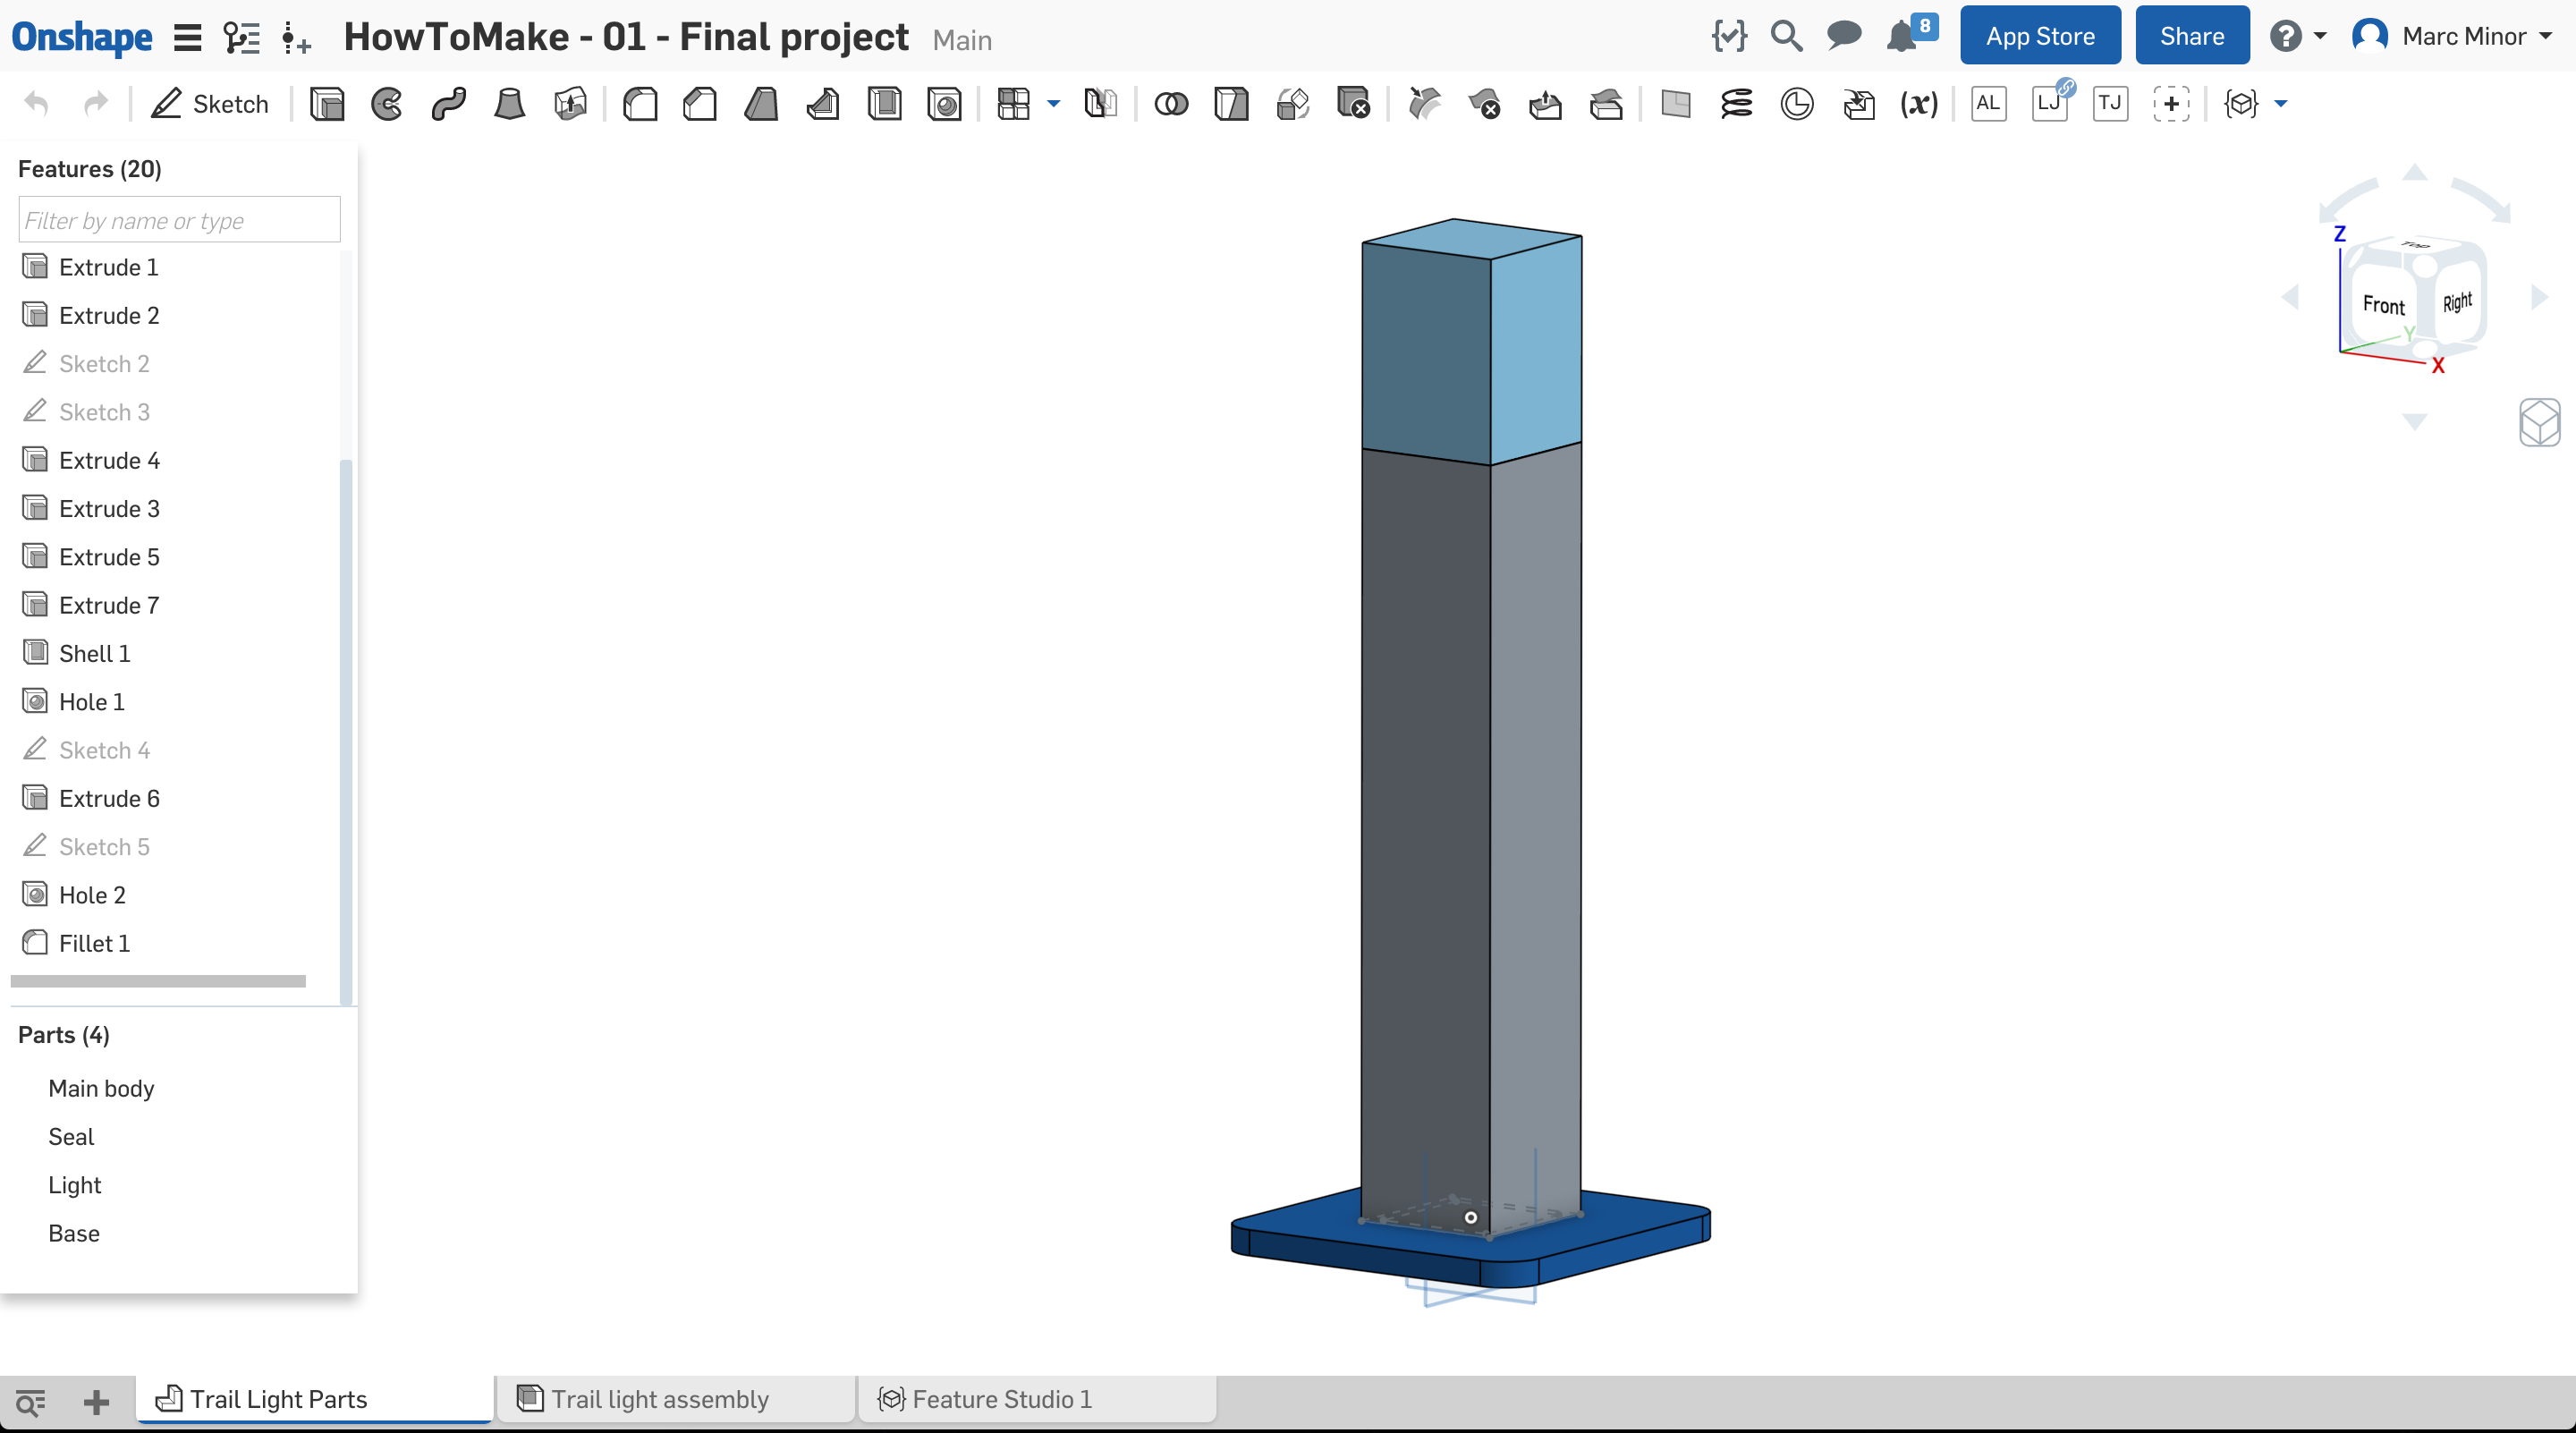 Onshape HowToMake - 01 - Final project Main 8 App Store Share ? Marc Minor
Sketch (x) AL LJ TJ
Features (20)
Filter by name or type
Extrude 1
Extrude 2
Sketch 2
Sketch 3
Extrude 4
Extrude 3
Extrude 5
Extrude 7
Shell 1
Hole 1
Sketch 4
Extrude 6
Sketch 5
Hole 2
Fillet 1
Parts (4)
Main body
Seal
Light
Base
Z
Top
Front Right
Y
X
Trail Light Parts Trail light assembly Feature Studio 1